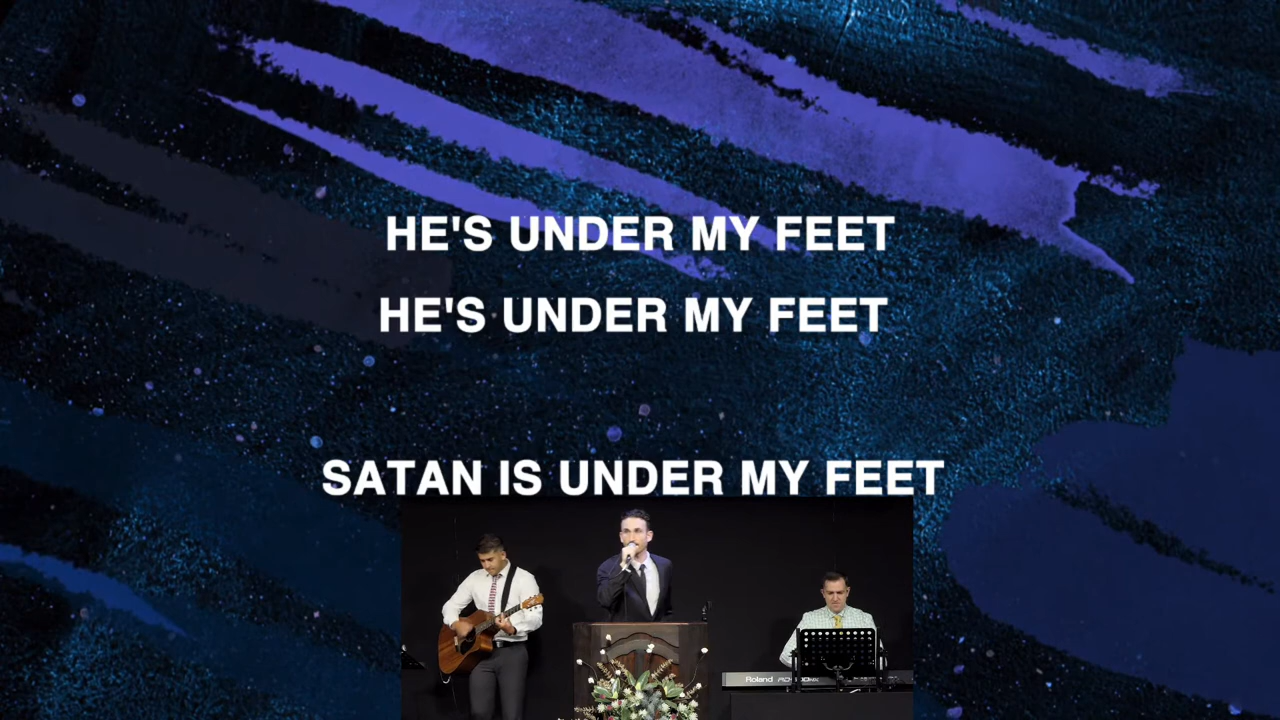 HE'S UNDER MY FEET
HE'S UNDER MY FEET
SATAN IS UNDER MY FEET
Roland